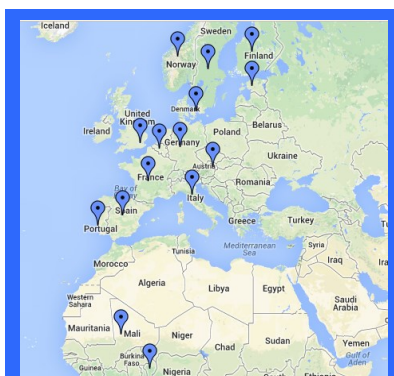 Iceland
Sweden
Norway
Finland
Denmark
United
Kingdom
Ireland
Belarus
Poland
Germany
Ukraine
Austria
France
Romania
Bay of
Italy
Spain
Portugal
Greece
Turkey
Mediterranean
Sea
Syria
Tunisia
Iraq
Morocco
Algeria
Libya
Egypt
Western
Sahara
Saudi
Arabia
Mauritania
Mali
Niger
Chad
Sudan
Yemen
Gulf of
Aden
Burkina
Faso
Guinea
Nigeria